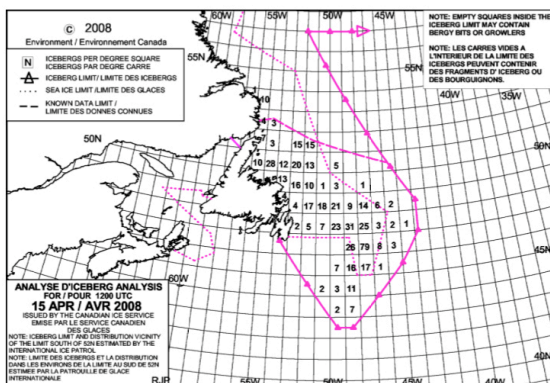 60W
55W
50W
45W
© 2008
Environment / Environnement Canada
N ICEBERGS PER DEGREE SQUARE
ICEBERGS PAR DEGRE CARRE
ICEBERG LIMIT/LIMITE DES ICEBERGS
SEA ICE LIMIT/LIMITE DES GLACES
KNOWN DATA LIMIT /
LIMITE DES DONNES CONNUES
NOTE: EMPTY SQUARES INSIDE THE
ICEBERG LIMIT MAY CONTAIN
BERGY BITS OR GROWLERS
NOTE: LES CARRES VIDES A
L'INTERIEUR DE LA LIMITE DES
ICEBERGS PEUVENT CONTENIR
DES FRAGMENTS D' ICEBERG OU
DES BOURGUIGNONS.
55N
55N
40W
35W
50N
50N
10
4 3
7 3 15 15
10 28 12 20 13 5
13
16 10 1 3 1
4 17 18 21 9 14 6 2
2 5 7 23 31 25 3 2 1
26 79 8 3
7 16 17 1
2 3 11
2 7
45N
45N
60W
40N
40N
ANALYSE D'ICEBERG ANALYSIS
FOR / POUR 1200 UTC
15 APR / AVR 2008
ISSUED BY THE CANADIAN ICE SERVICE
EMISE PAR LE SERVICE CANADIEN
DES GLACES
NOTE: ICEBERG LIMIT AND DISTRIBUTION VICINITY
OF THE LIMIT SOUTH OF 52N ESTIMATED BY THE
INTERNATIONAL ICE PATROL
NOTE: LIMITE DES ICEBERGS ET LA DISTRIBUTION
DANS LES ENVIRONS DE LA LIMITE AU SUD DE 52N
ESTIMEE PAR LA PATROUILLE DE GLACE
INTERNATIONALE
RJR
55W
50W
45W